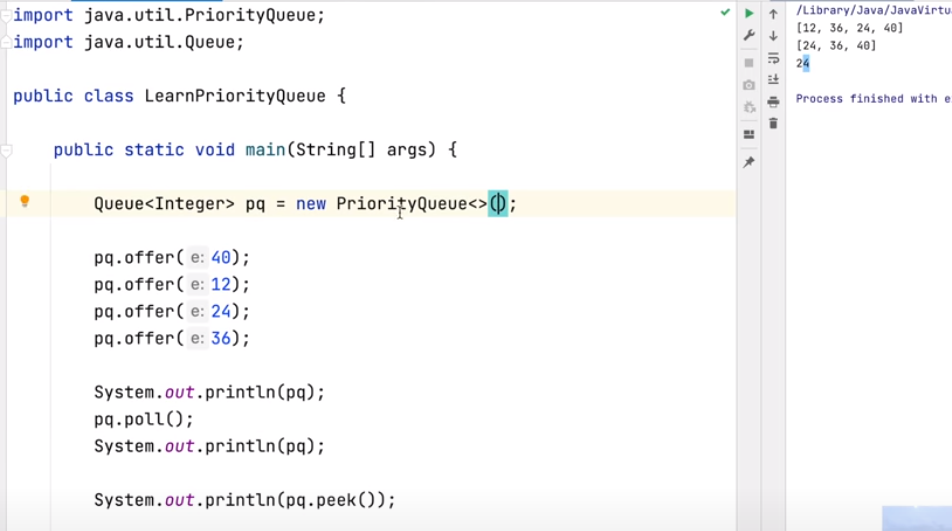 import java.util.PriorityQueue;
import java.util.Queue;
public class LearnPriorityQueue {
public static void main(String[] args) {
Queue<Integer> pq = new PriorityQueue<>();
pq.offer( e: 40);
pq.offer( e: 12);
pq.offer( e: 24);
pq.offer( e: 36);
System.out.println(pq);
pq.poll();
System.out.println(pq);
System.out.println(pq.peek());
/Library/Java/JavaVirtu
[12, 36, 24, 40]
[24, 36, 40]
24
Process finished with e